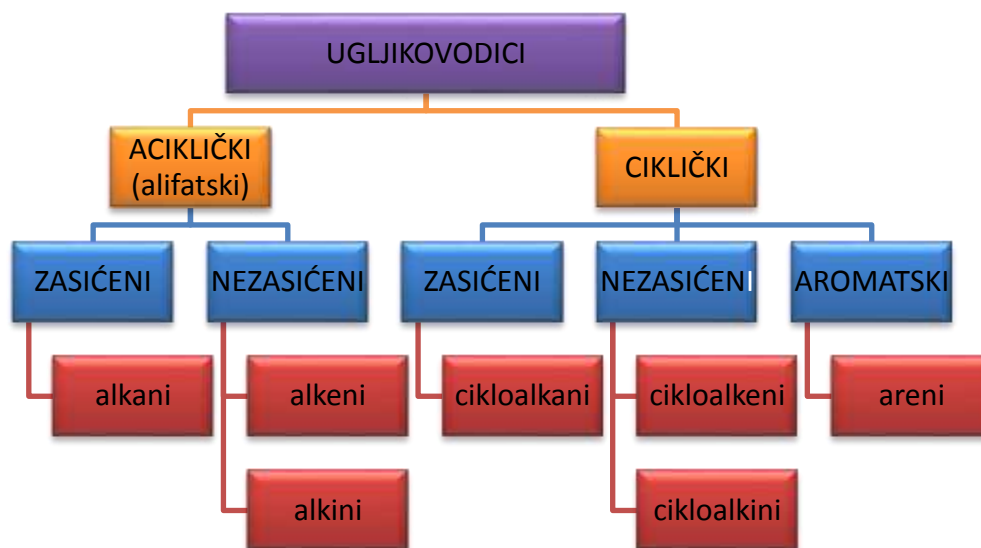 UGLJIKOVODICI
ACIKLIČKI
(alifatski)
CIKLIČKI
ZASIĆENI
NEZASIĆENI
ZASIĆENI
NEZASIĆENI
AROMATSKI
alkani
alkeni
cikloalkani
cikloalkeni
areni
alkini
cikloalkini